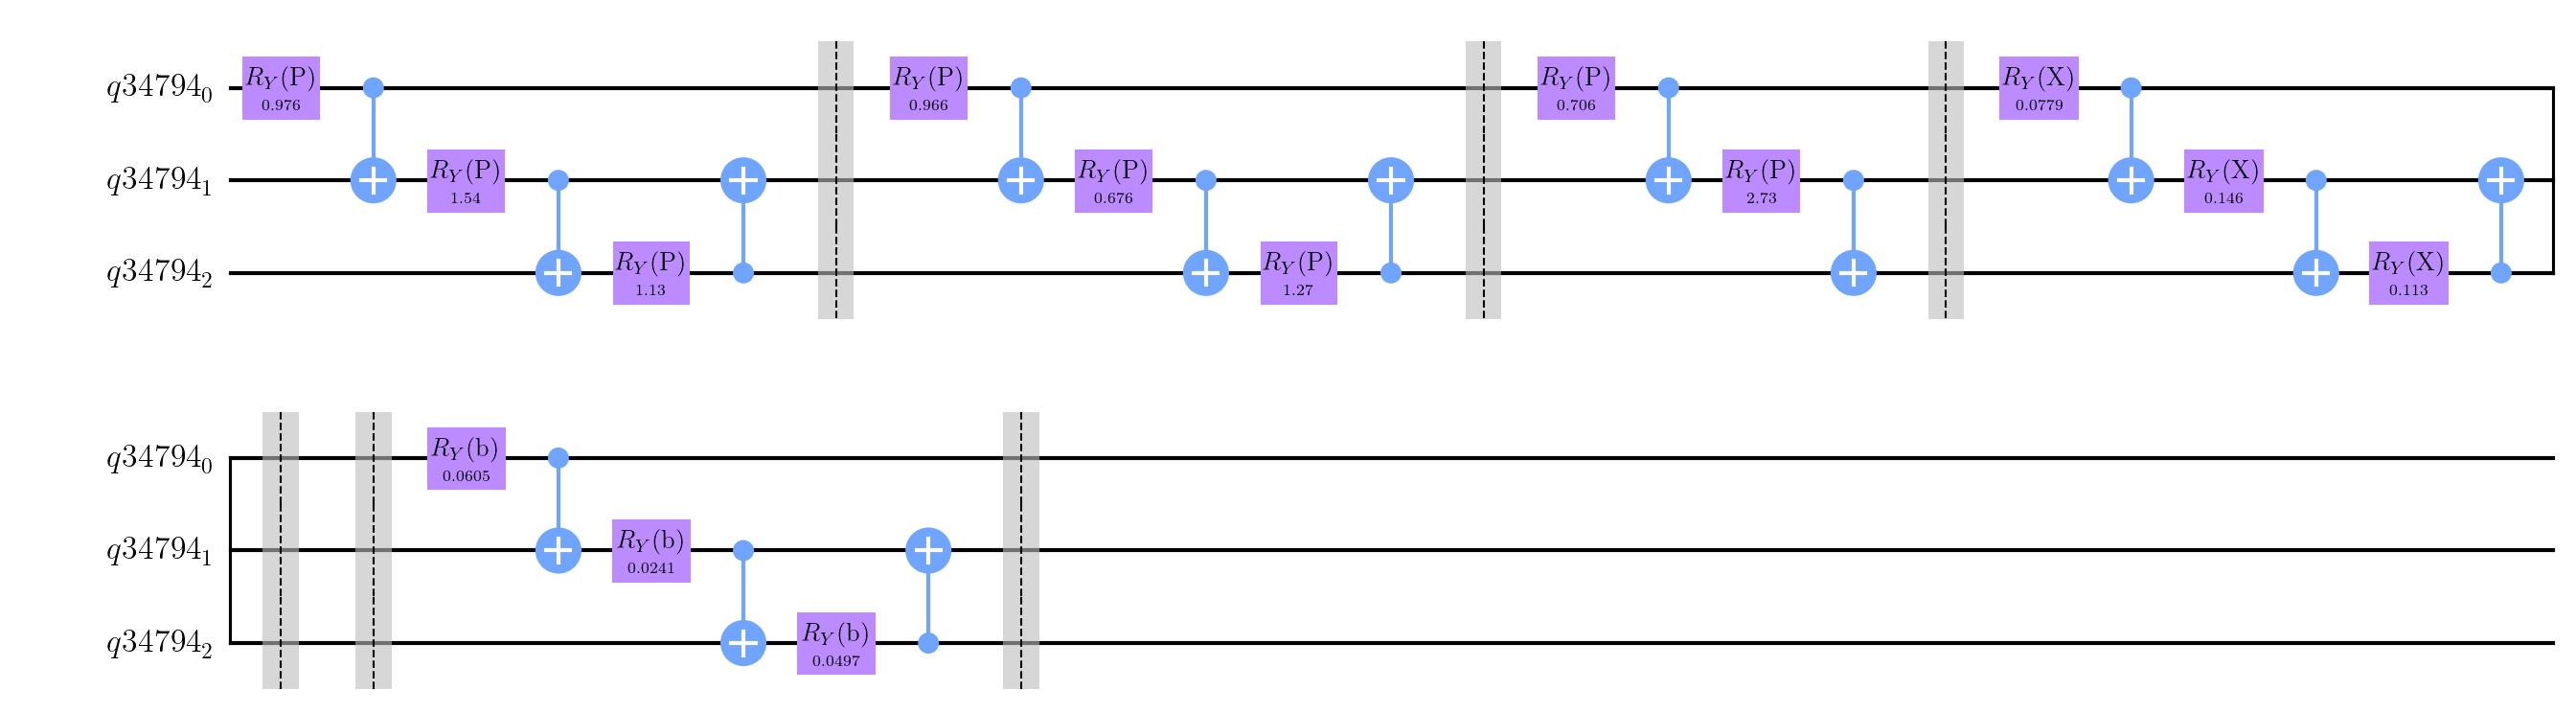 R_Y(P) R_Y(P) R_Y(P) R_Y(X)
q34794_0
0.976 0.966 0.706 0.0779
R_Y(P) R_Y(P) R_Y(P) R_Y(X)
q34794_1
1.54 0.676 2.73 0.146
R_Y(P) R_Y(P) R_Y(X)
q34794_2
1.13 1.27 0.113
R_Y(b)
q34794_0
0.0605
R_Y(b)
q34794_1
0.0241
R_Y(b)
q34794_2
0.0497